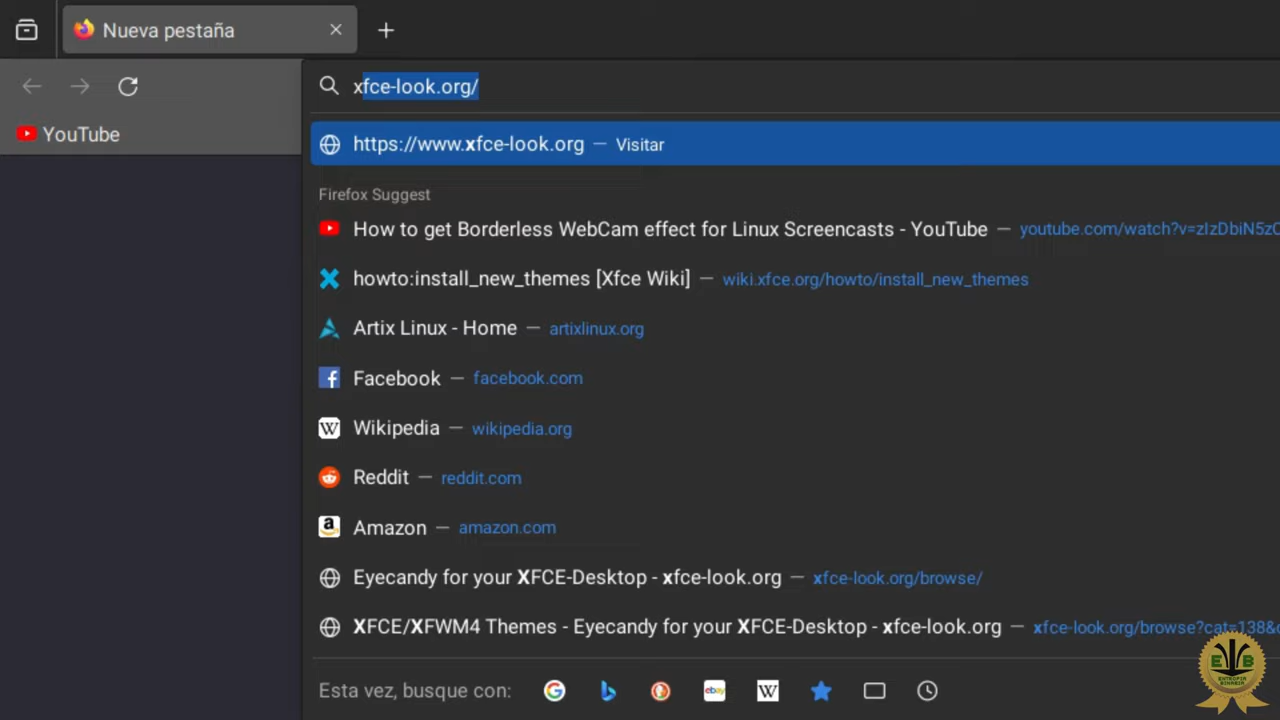 Nueva pestaña
xfce-look.org/
YouTube
https://www.xfce-look.org — Visitar
Firefox Suggest
How to get Borderless WebCam effect for Linux Screencasts - YouTube — youtube.com/watch?v=zIzDbiN5z
howto:install_new_themes [Xfce Wiki] — wiki.xfce.org/howto/install_new_themes
Artix Linux - Home — artixlinux.org
Facebook — facebook.com
Wikipedia — wikipedia.org
Reddit — reddit.com
Amazon — amazon.com
Eyecandy for your XFCE-Desktop - xfce-look.org — xfce-look.org/browse/
XFCE/XFWM4 Themes - Eyecandy for your XFCE-Desktop - xfce-look.org — xfce-look.org/browse?cat=138&
Esta vez, busque con:
ebay
W
E B
ENTROPIA
BINARIA